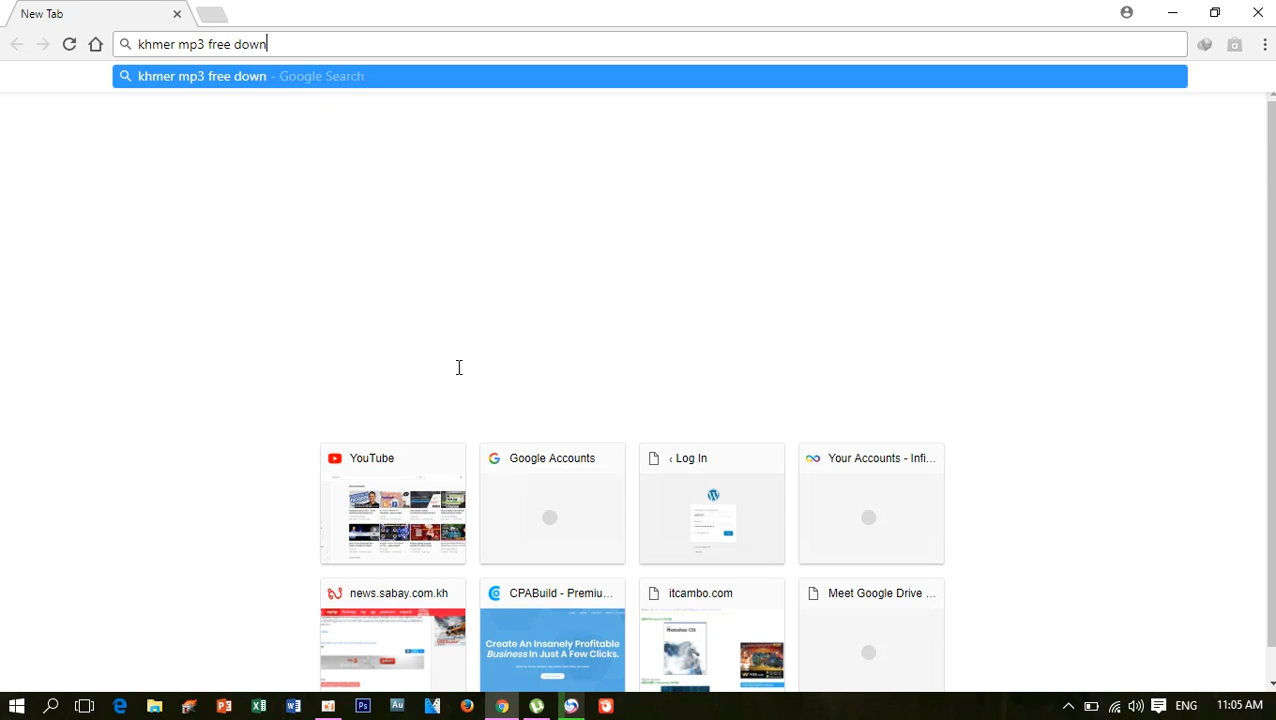 New Tab
khmer mp3 free down
khmer mp3 free down - Google Search
YouTube
Google Accounts
‹ Log In
Your Accounts - Infi...
news.sabay.com.kh
CPABuild - Premiu...
itcambo.com
Meet Google Drive ...
Create An Insanely Profitable
Business In Just A Few Clicks.
Photoshop CS3
ENG
11:05 AM